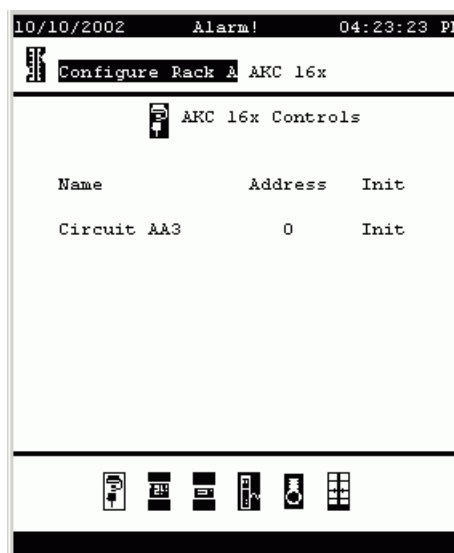 10/10/2002 Alarm! 04:23:23 P
Configure Rack A AKC 16x
AKC 16x Controls
Name Address Init
Circuit AA3 0 Init